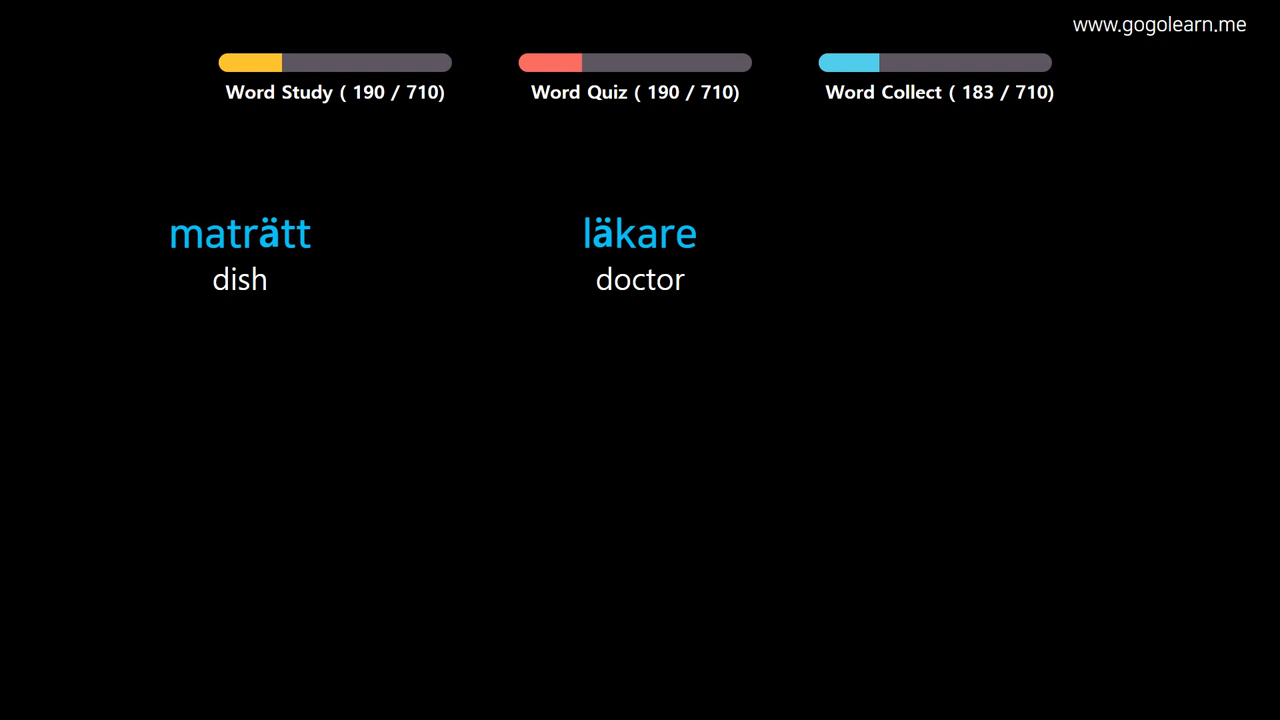 www.gogolearn.me
Word Study ( 190 / 710)
Word Quiz ( 190 / 710)
Word Collect ( 183 / 710)
maträtt
dish
läkare
doctor